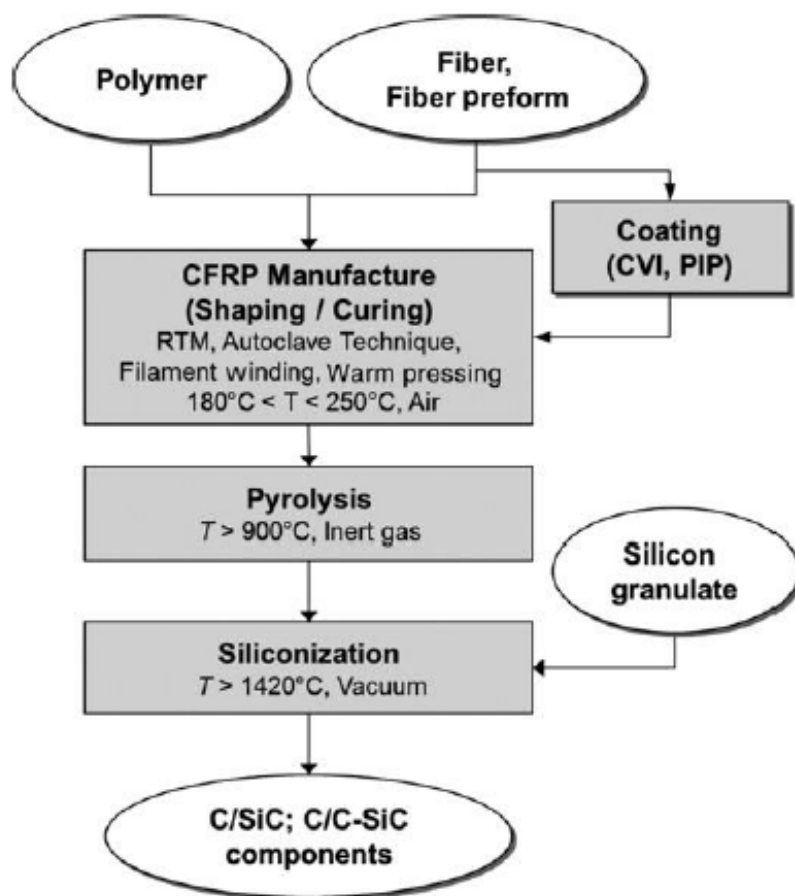 Polymer
Fiber,
Fiber preform
Coating
(CVI, PIP)
CFRP Manufacture
(Shaping / Curing)
RTM, Autoclave Technique,
Filament winding, Warm pressing
180°C < T < 250°C, Air
Pyrolysis
T > 900°C, Inert gas
Silicon
granulate
Siliconization
T > 1420°C, Vacuum
C/SiC; C/C-SiC
components